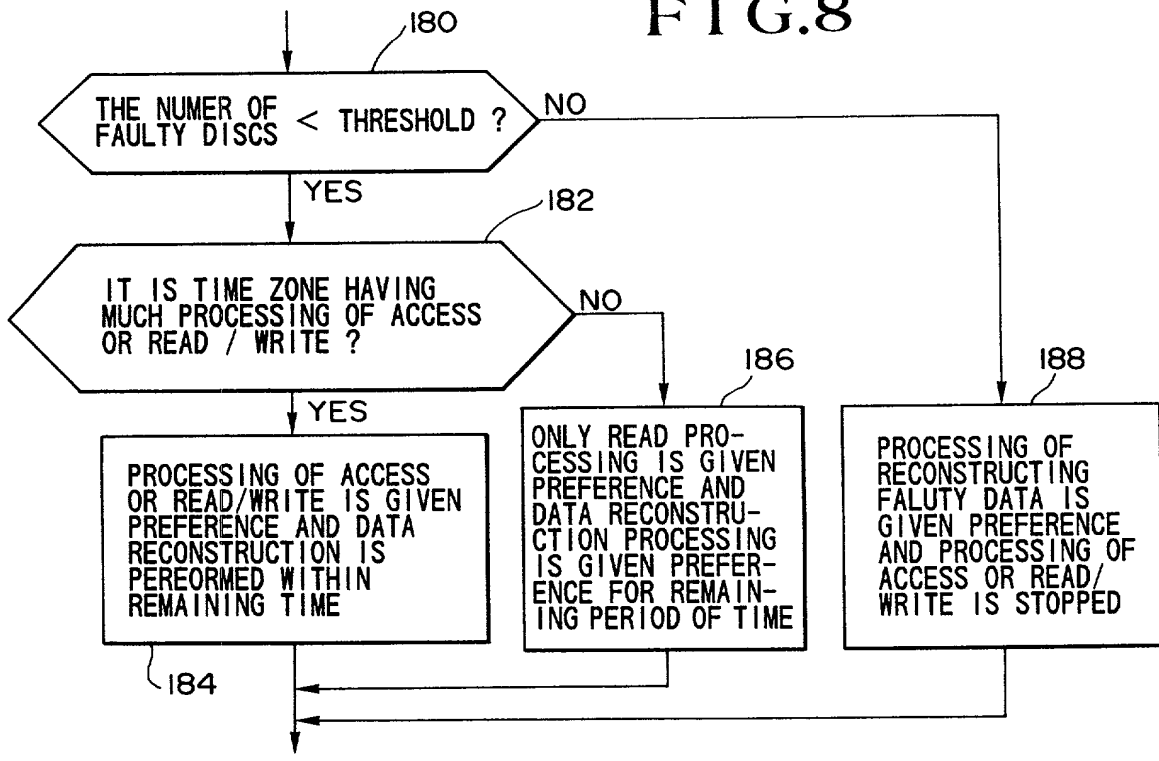 FIG.8
180
THE NUMER OF
FAULTY DISCS < THRESHOLD ?
NO
YES
182
IT IS TIME ZONE HAVING
MUCH PROCESSING OF ACCESS
OR READ / WRITE ?
NO
YES
184
PROCESSING OF ACCESS
OR READ/WRITE IS GIVEN
PREFERENCE AND DATA
RECONSTRUCTION IS
PEREORMED WITHIN
REMAINING TIME
186
ONLY READ PRO-
CESSING IS GIVEN
PREFERENCE AND
DATA RECONSTRU-
CTION PROCESSING
IS GIVEN PREFER-
ENCE FOR REMAIN-
ING PERIOD OF TIME
188
PROCESSING OF
RECONSTRUCTING
FALUTY DATA IS
GIVEN PREFERENCE
AND PROCESSING OF
ACCESS OR READ/
WRITE IS STOPPED